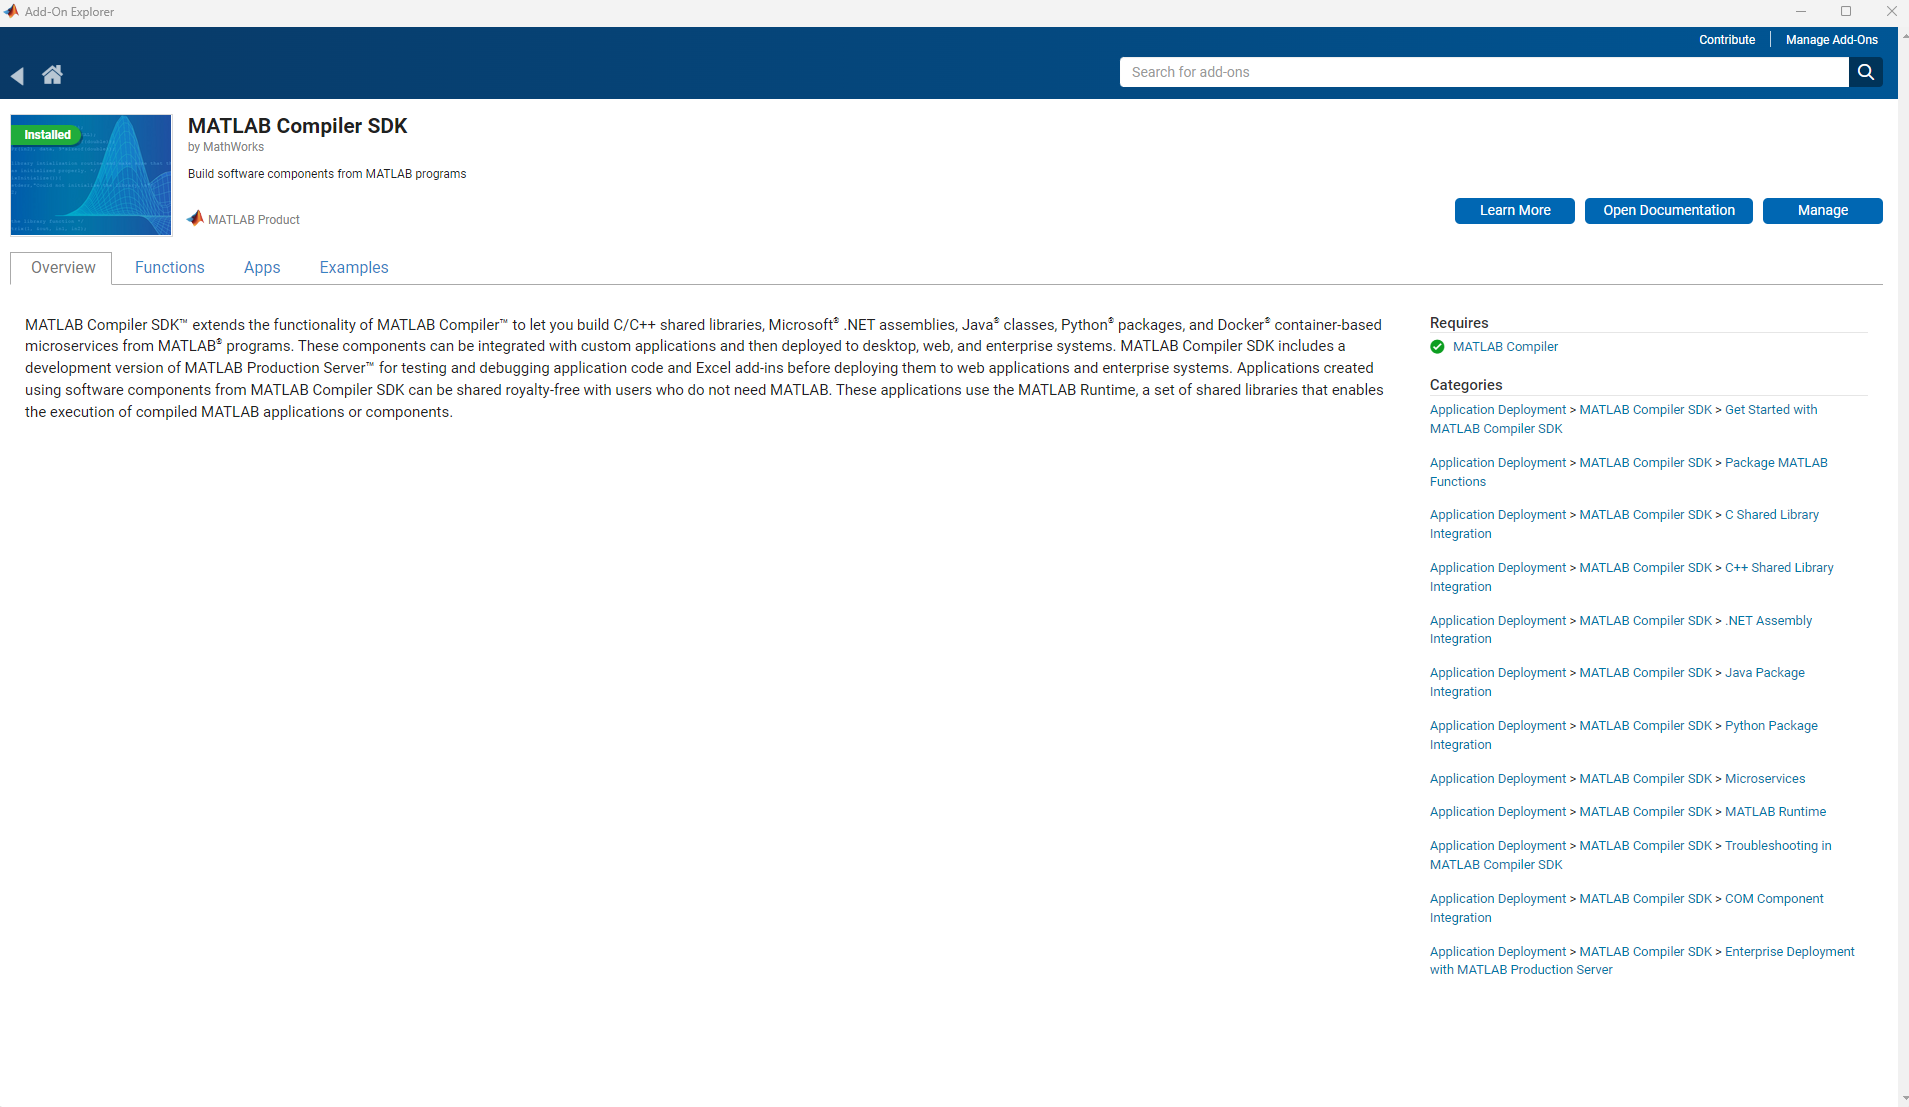 Add-On Explorer
Contribute
Manage Add-Ons
Search for add-ons
Installed
MATLAB Compiler SDK
by MathWorks
Build software components from MATLAB programs
MATLAB Product
Learn More
Open Documentation
Manage
Overview
Functions
Apps
Examples
MATLAB Compiler SDK™ extends the functionality of MATLAB Compiler™ to let you build C/C++ shared libraries, Microsoft® .NET assemblies, Java® classes, Python® packages, and Docker® container-based
microservices from MATLAB® programs. These components can be integrated with custom applications and then deployed to desktop, web, and enterprise systems. MATLAB Compiler SDK includes a
development version of MATLAB Production Server™ for testing and debugging application code and Excel add-ins before deploying them to web applications and enterprise systems. Applications created
using software components from MATLAB Compiler SDK can be shared royalty-free with users who do not need MATLAB. These applications use the MATLAB Runtime, a set of shared libraries that enables
the execution of compiled MATLAB applications or components.
Requires
MATLAB Compiler
Categories
Application Deployment > MATLAB Compiler SDK > Get Started with
MATLAB Compiler SDK
Application Deployment > MATLAB Compiler SDK > Package MATLAB
Functions
Application Deployment > MATLAB Compiler SDK > C Shared Library
Integration
Application Deployment > MATLAB Compiler SDK > C++ Shared Library
Integration
Application Deployment > MATLAB Compiler SDK > .NET Assembly
Integration
Application Deployment > MATLAB Compiler SDK > Java Package
Integration
Application Deployment > MATLAB Compiler SDK > Python Package
Integration
Application Deployment > MATLAB Compiler SDK > Microservices
Application Deployment > MATLAB Compiler SDK > MATLAB Runtime
Application Deployment > MATLAB Compiler SDK > Troubleshooting in
MATLAB Compiler SDK
Application Deployment > MATLAB Compiler SDK > COM Component
Integration
Application Deployment > MATLAB Compiler SDK > Enterprise Deployment
with MATLAB Production Server